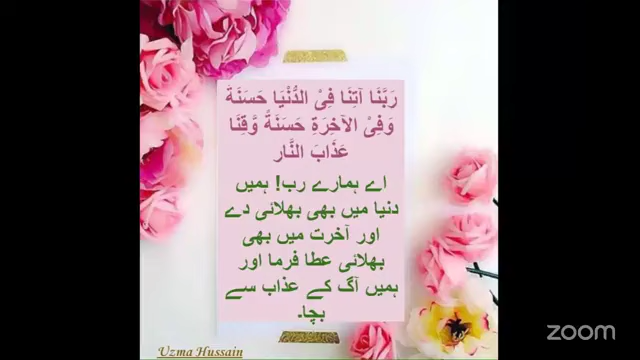 رَبَّنَا آتِنَا فِیْ الدُّنْیَا حَسَنَةً
وَفِیْ الآخِرَةِ حَسَنَةً وَّقِنَا
عَذَابَ النَّار
اے ہمارے رب! ہمیں
دنیا میں بھی بھلائی دے
اور آخرت میں بھی
بھلائی عطا فرما اور
ہمیں آگ کے عذاب سے
بچا۔
Uzma Hussain
zoom